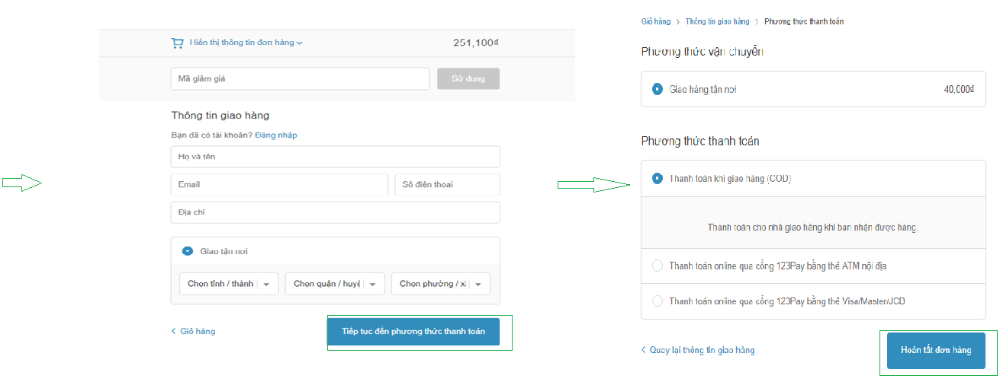 Hiển thị thông tin đơn hàng
251,100₫
Mã giảm giá
Sử dụng
Thông tin giao hàng
Bạn đã có tài khoản? Đăng nhập
Họ và tên
Email
Số điện thoại
Địa chỉ
Giao tận nơi
Chọn tỉnh / thành
Chọn quận / huyệ
Chọn phường / xã
Giỏ hàng
Tiếp tục đến phương thức thanh toán
Giỏ hàng > Thông tin giao hàng > Phương thức thanh toán
Phương thức vận chuyển
Giao hàng tận nơi
40,000₫
Phương thức thanh toán
Thanh toán khi giao hàng (COD)
Thanh toán cho nhà giao hàng khi bạn nhận được hàng.
Thanh toán online qua cổng 123Pay bằng thẻ ATM nội địa
Thanh toán online qua cổng 123Pay bằng thẻ Visa/Master/JCB
Quay lại thông tin giao hàng
Hoàn tất đơn hàng